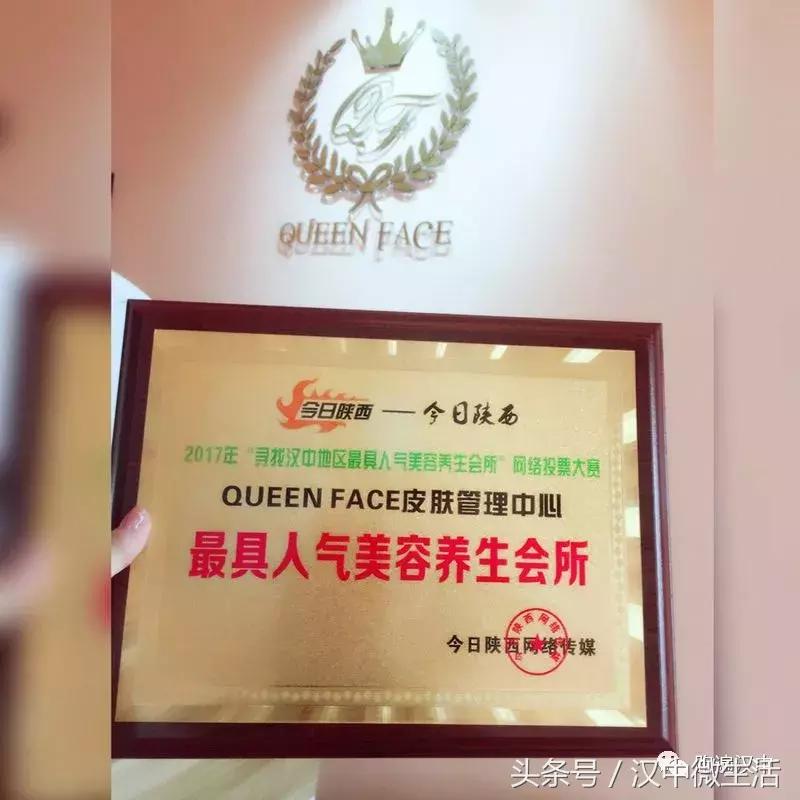 QF
QUEEN FACE
今日陕西 — 今日陕西
2017年“寻找汉中地区最具人气美容养生会所”网络投票大赛
QUEEN FACE皮肤管理中心
最具人气美容养生会所
今日陕西网络传媒
头条号 / 汉中微生活